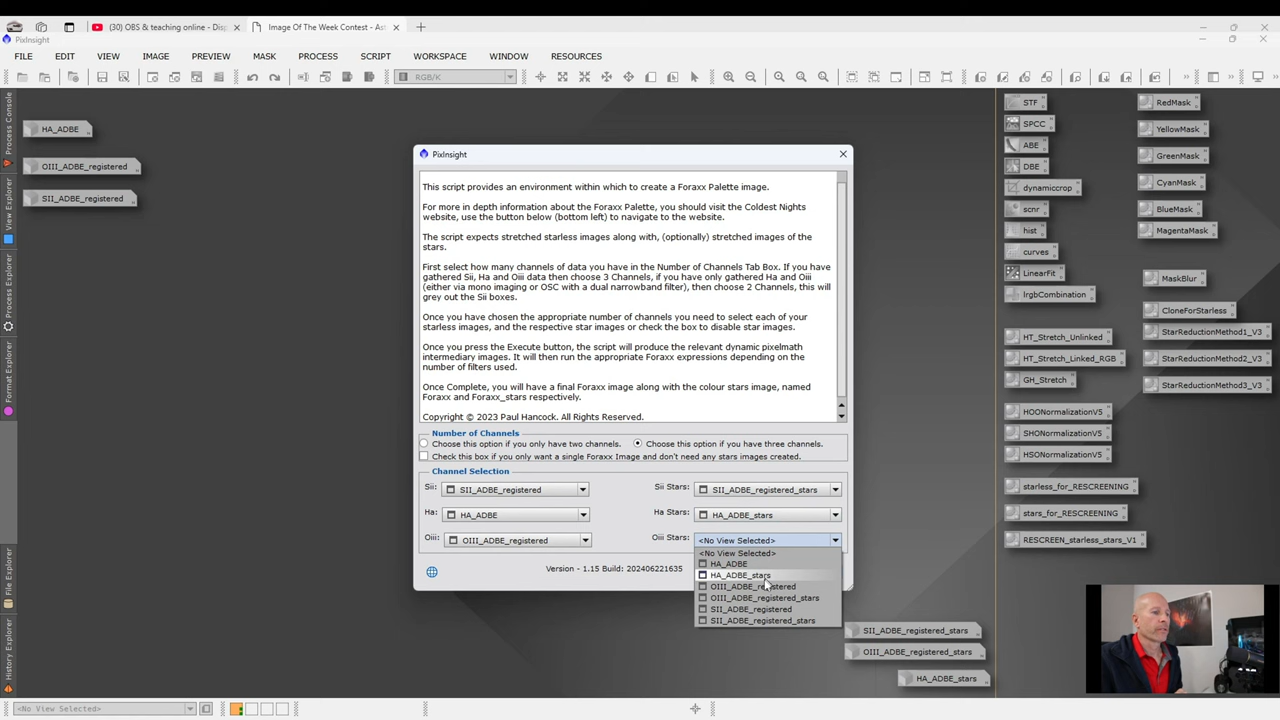 (30) OBS & teaching online - Disp
Image Of The Week Contest - Ast
PixInsight
FILE EDIT VIEW IMAGE PREVIEW MASK PROCESS SCRIPT WORKSPACE WINDOW RESOURCES
RGB/K
Process Console
View Explorer
Process Explorer
Format Explorer
File Explorer
History Explorer
HA_ADBE
OIII_ADBE_registered
SII_ADBE_registered
PixInsight
This script provides an environment within which to create a Foraxx Palette image.
For more in depth information about the Foraxx Palette, you should visit the Coldest Nights
website, use the button below (bottom left) to navigate to the website.
The script expects stretched starless images along with, (optionally) stretched images of the
stars.
First select how many channels of data you have in the Number of Channels Tab Box. If you have
gathered Sii, Ha and Oiii data then choose 3 Channels, if you have only gathered Ha and Oiii
(either via mono imaging or OSC with a dual narrowband filter), then choose 2 Channels, this will
grey out the Sii boxes.
Once you have chosen the appropriate number of channels you need to select each of your
starless images, and the respective star images or check the box to disable star images.
Once you press the Execute button, the script will produce the relevant dynamic pixelmath
intermediary images. It will then run the appropriate Foraxx expressions depending on the
number of filters used.
Once Complete, you will have a final Foraxx image along with the colour stars image, named
Foraxx and Foraxx_stars respectively.
Copyright © 2023 Paul Hancock. All Rights Reserved.
Number of Channels
Choose this option if you only have two channels. Choose this option if you have three channels.
Check this box if you only want a single Foraxx Image and don't need any stars images created.
Channel Selection
Sii: SII_ADBE_registered Sii Stars: SII_ADBE_registered_stars
Ha: HA_ADBE Ha Stars: HA_ADBE_stars
Oiii: OIII_ADBE_registered Oiii Stars: <No View Selected>
<No View Selected>
HA_ADBE
HA_ADBE_stars
OIII_ADBE_registered
OIII_ADBE_registered_stars
SII_ADBE_registered
SII_ADBE_registered_stars
Version - 1.15 Build: 202406221635
STF
SPCC
ABE
DBE
dynamiccrop
scnr
hist
curves
LinearFit
lrgbCombination
HT_Stretch_Unlinked
HT_Stretch_Linked_RGB
GH_Stretch
HOONormalizationV5
SHONormalizationV5
HSONormalizationV5
starless_for_RESCREENING
stars_for_RESCREENING
RESCREEN_starless_stars_V1
RedMask
YellowMask
GreenMask
CyanMask
BlueMask
MagentaMask
MaskBlur
CloneForStarless
StarReductionMethod1_V3
StarReductionMethod2_V3
StarReductionMethod3_V3
SII_ADBE_registered_stars
OIII_ADBE_registered_stars
HA_ADBE_stars
<No View Selected>